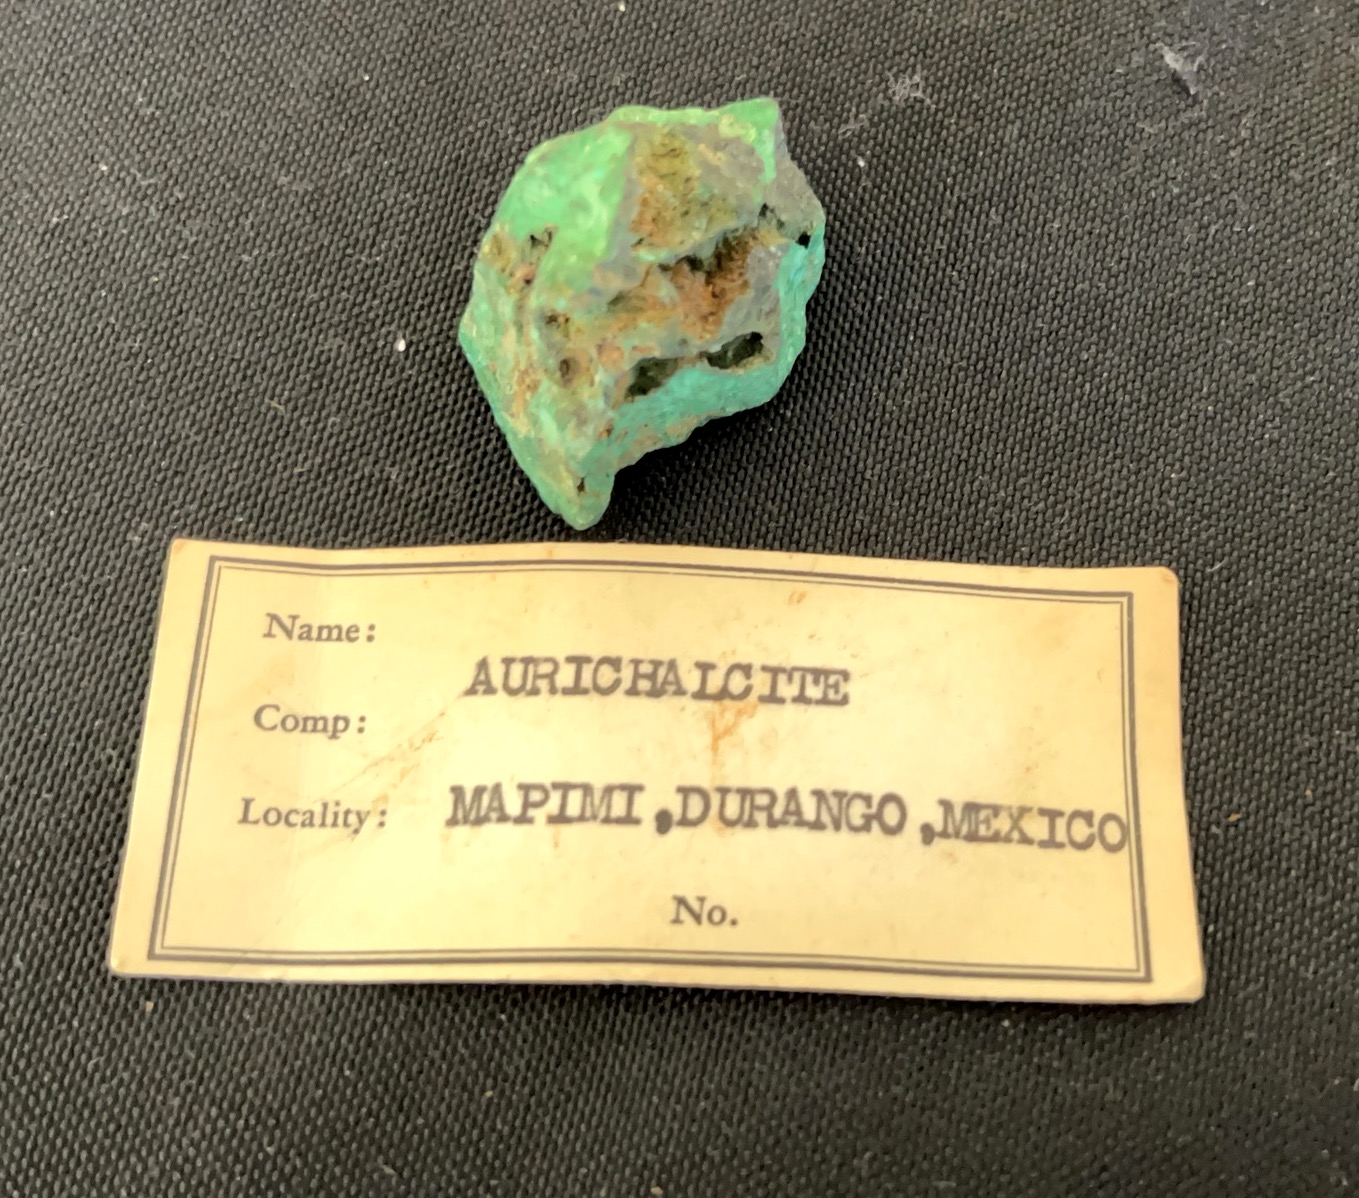 Name:
AURICHALCITE
Comp:
Locality: MAPIMI,DURANGO,MEXICO
No.